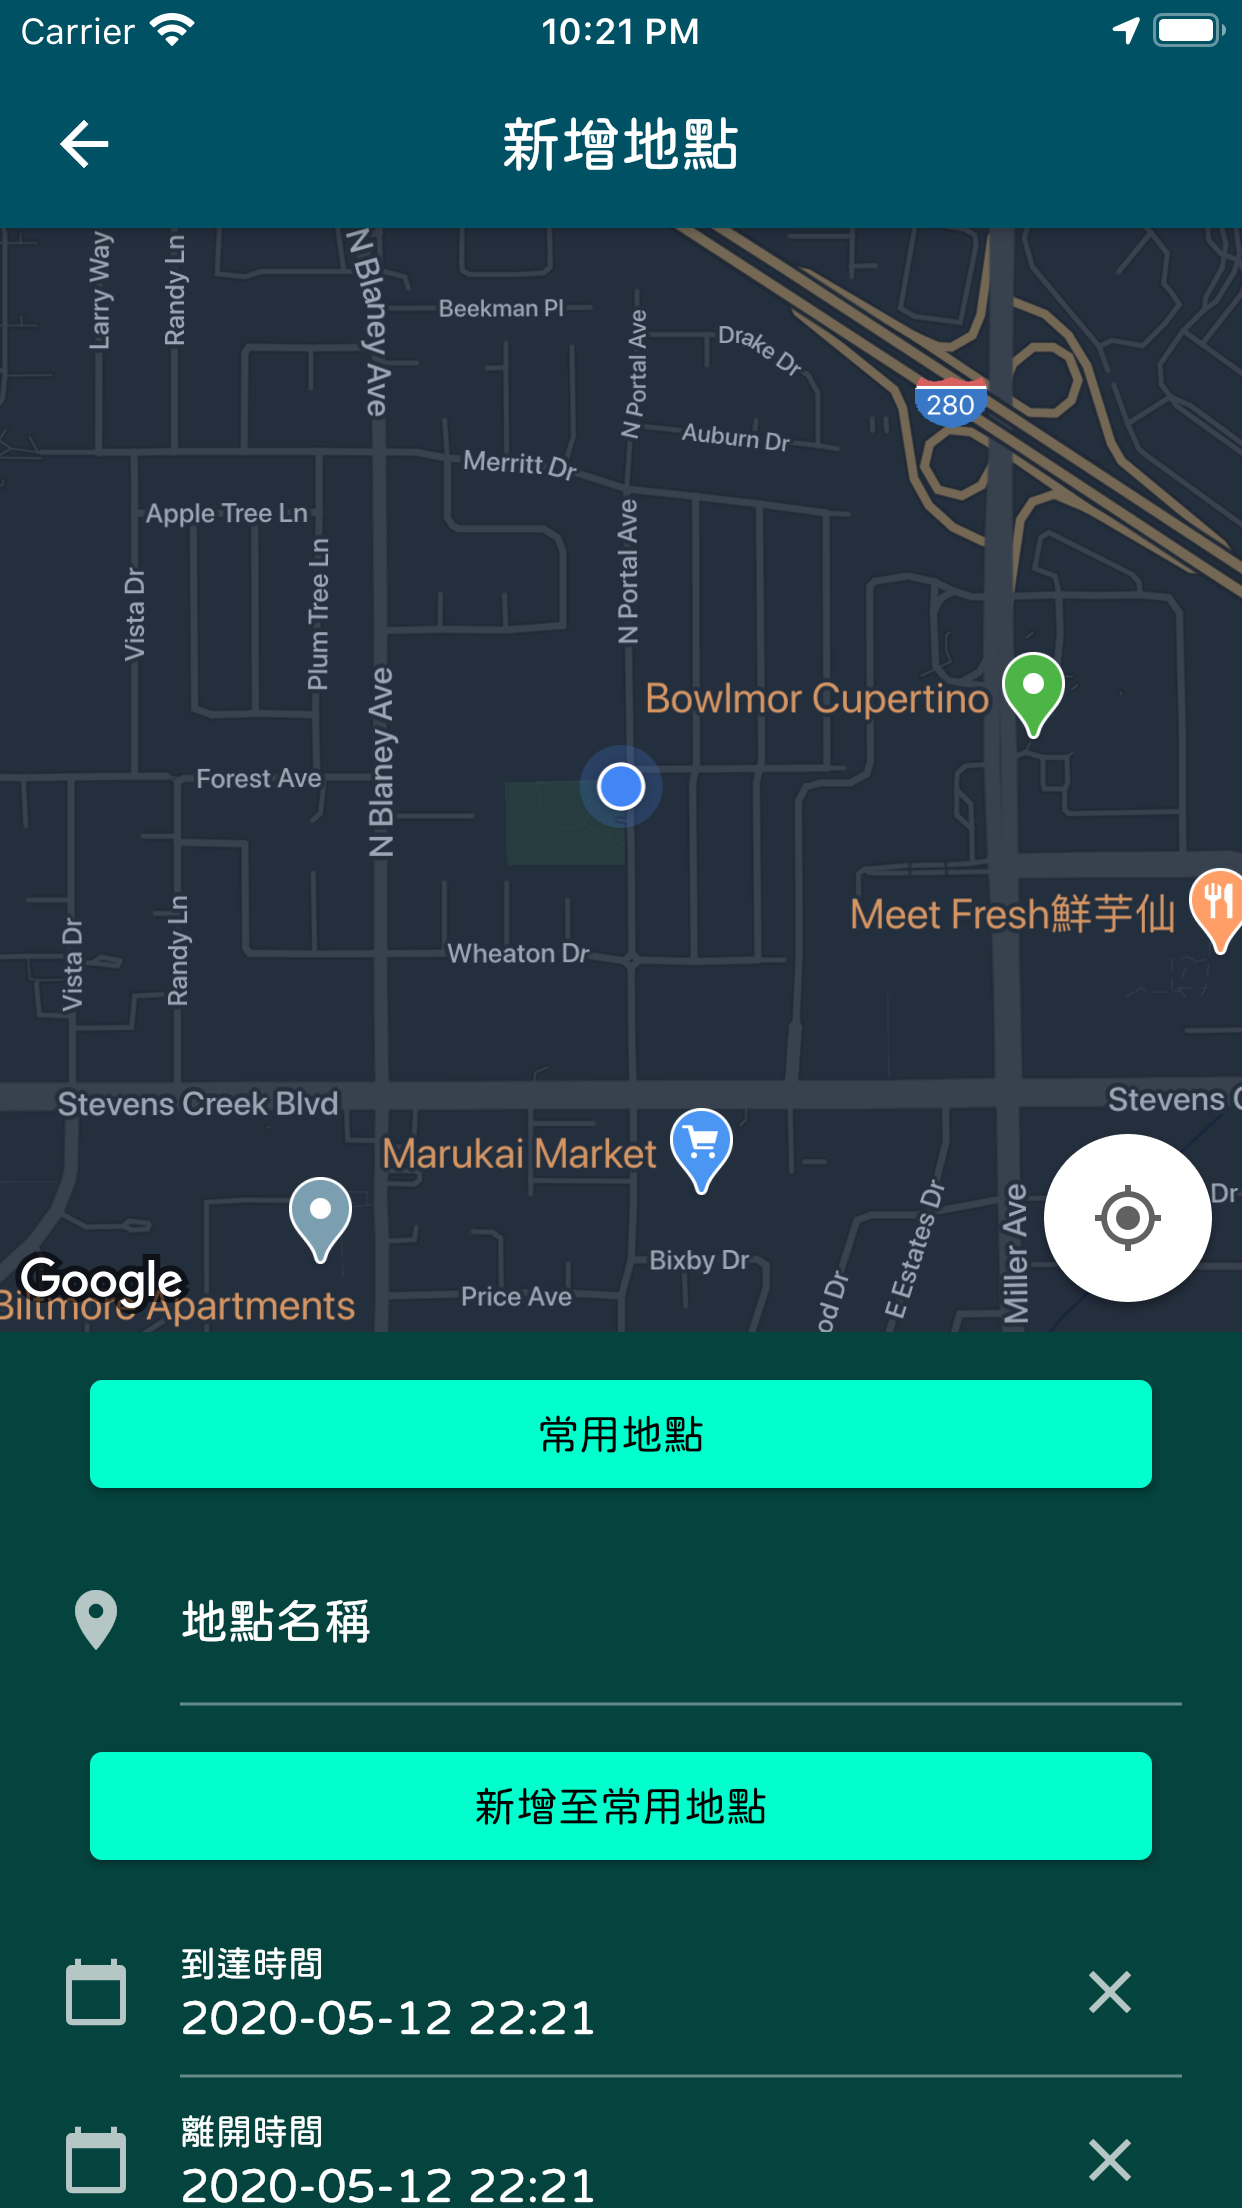 Carrier
10:21 PM
新增地點
Larry Way
Randy Ln
N Blaney Ave
Beekman Pl
N Portal Ave
Drake Dr
280
Auburn Dr
Merritt Dr
Apple Tree Ln
N Portal Ave
Vista Dr
Plum Tree Ln
Bowlmor Cupertino
N Blaney Ave
Forest Ave
Meet Fresh鮮芋仙
Vista Dr
Randy Ln
Wheaton Dr
Stevens Creek Blvd
Stevens C
Marukai Market
E Estates Dr
Miller Ave
Dr
Bixby Dr
Google
Price Ave
od Dr
Biltmore Apartments
常用地點
地點名稱
新增至常用地點
到達時間
2020-05-12 22:21
離開時間
2020-05-12 22:21